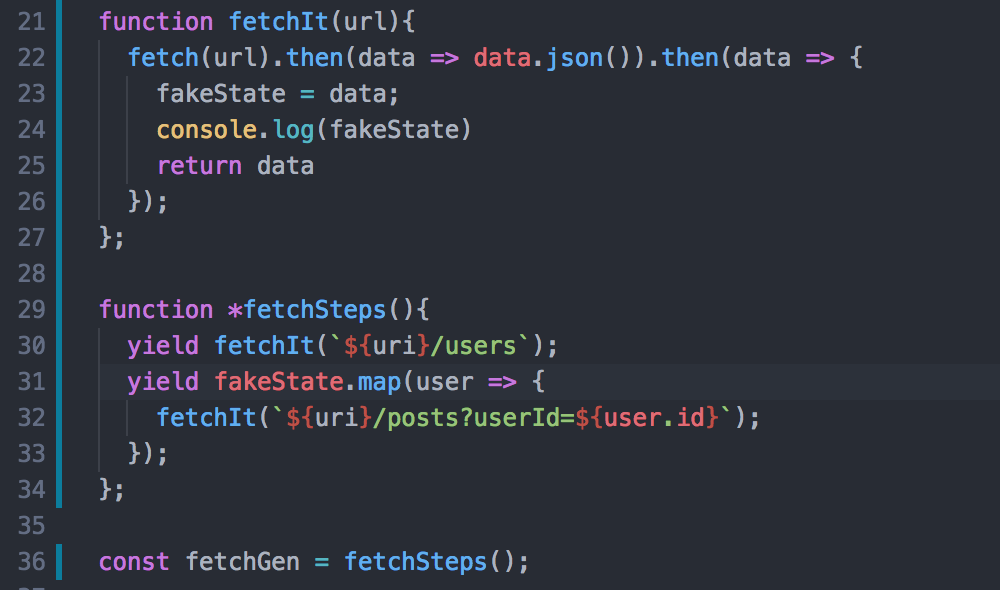 21 function fetchIt(url){
22   fetch(url).then(data => data.json()).then(data => {
23     fakeState = data;
24     console.log(fakeState)
25     return data
26   });
27 };
28
29 function *fetchSteps(){
30   yield fetchIt(`${uri}/users`);
31   yield fakeState.map(user => {
32     fetchIt(`${uri}/posts?userId=${user.id}`);
33   });
34 };
35
36 const fetchGen = fetchSteps();